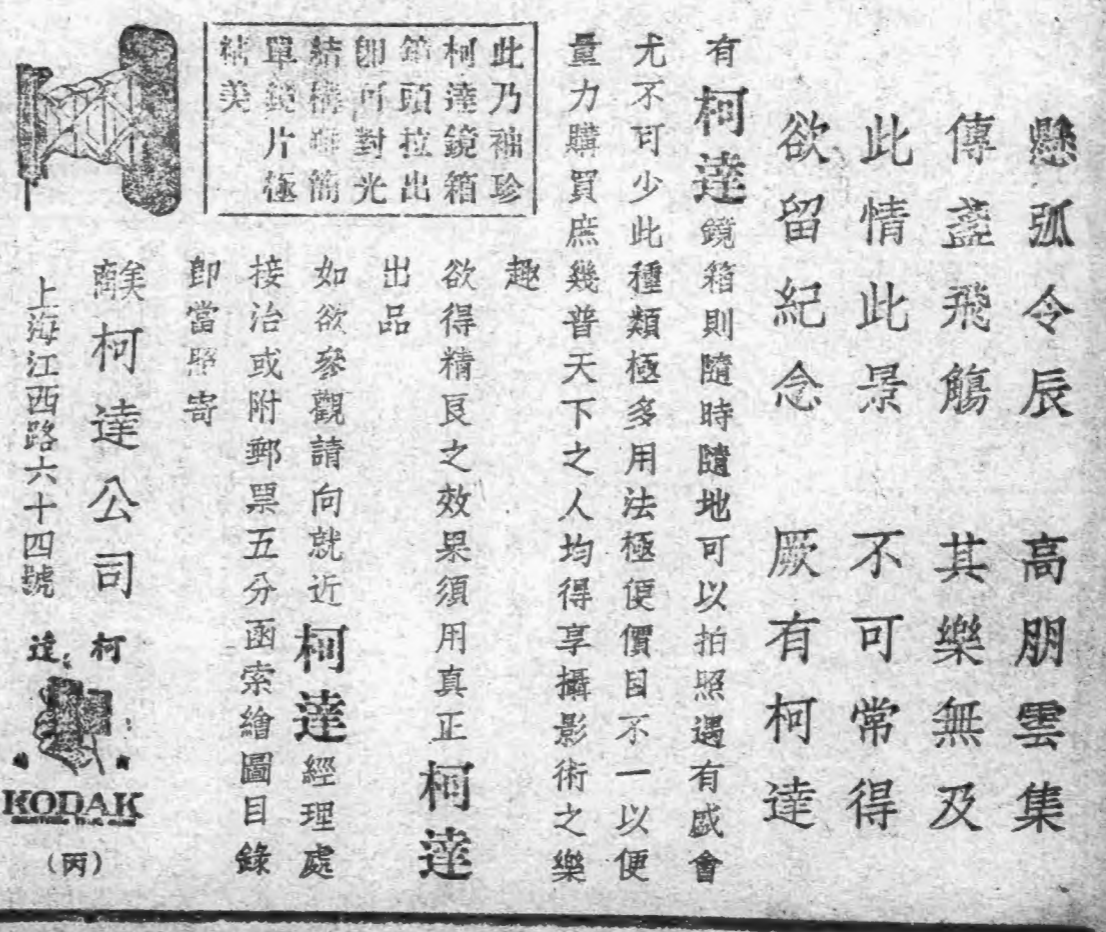 懸弧令辰　高朋雲集
傳盞飛觴　其樂無及
此情此景　不可常得
欲留紀念　厥有柯達
有柯達鏡箱則隨時隨地可以拍照遇有盛會
尤不可少此種類極多用法極便價目不一以便
量力購買庶幾普天下之人均得享攝影術之樂
趣
欲得精良之效果須用真正柯達
出品
如欲參觀請向就近柯達經理處
接洽或附郵票五分函索繪圖目錄
卽當照寄
此乃袖珍
柯達鏡箱
箭頭拉出
卽可對光
結構簡
單鏡片極
美
美商
柯達公司
上海江西路六十四號
柯達
KODAK
(丙)